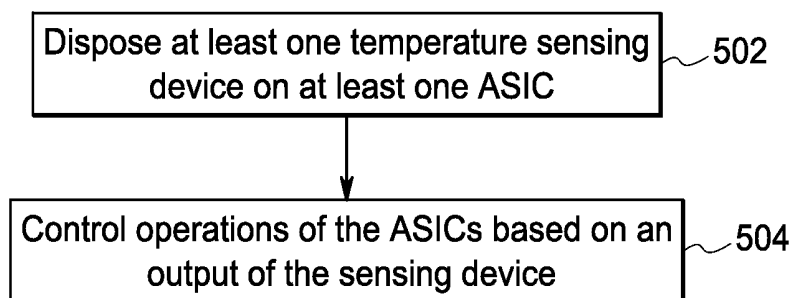 Dispose at least one temperature sensing
device on at least one ASIC
502
Control operations of the ASICs based on an
output of the sensing device
504